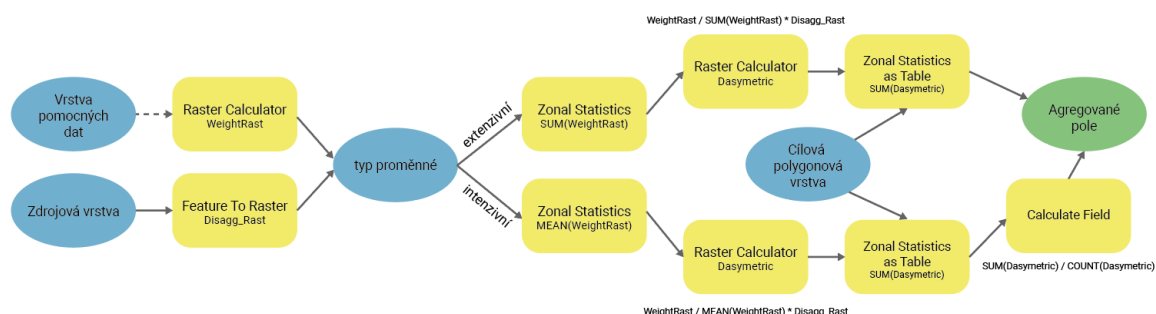 WeightRast / SUM(WeightRast) * Disagg_Rast
Vrstva
pomocných
dat
Raster Calculator
WeightRast
Zdrojová vrstva
Feature To Raster
Disagg_Rast
typ proměnné
extenzivní
intenzivní
Zonal Statistics
SUM(WeightRast)
Zonal Statistics
MEAN(WeightRast)
Raster Calculator
Dasymetric
Raster Calculator
Dasymetric
WeightRast / MEAN(WeightRast) * Disagg_Rast
Zonal Statistics
as Table
SUM(Dasymetric)
Cílová
polygonová
vrstva
Zonal Statistics
as Table
SUM(Dasymetric)
Agregované
pole
Calculate Field
SUM(Dasymetric) / COUNT(Dasymetric)